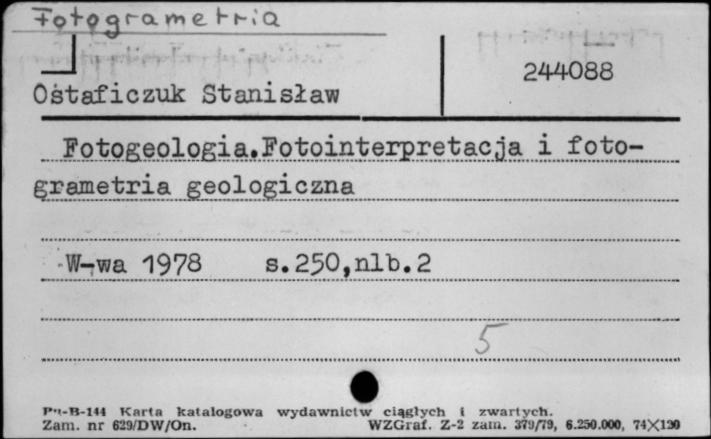 Fotogrametria
244088
Ostaficzuk Stanisław
Fotogeologia.Fotointerpretacja i foto-
grametria geologiczna
W-wa 1978 s.250,nlb.2
5
Pu-B-144 Karta katalogowa wydawnictw ciągłych i zwartych.
Zam. nr 629/DW/On. WZGraf. Z-2 zam. 379/79, 6.250.000, 74X120